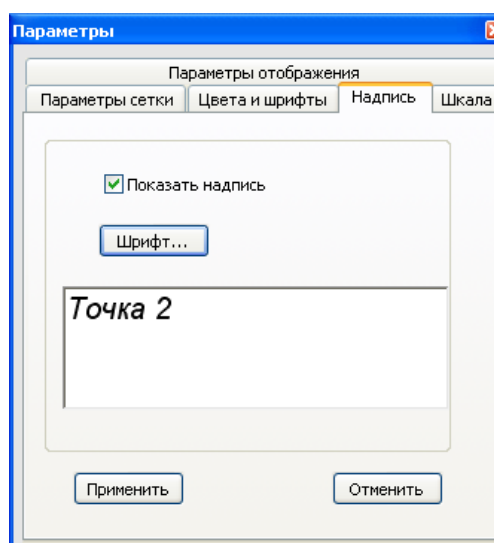 Параметры
Параметры отображения
Параметры сетки Цвета и шрифты Надпись Шкала
Показать надпись
Шрифт...
Точка 2
Применить Отменить